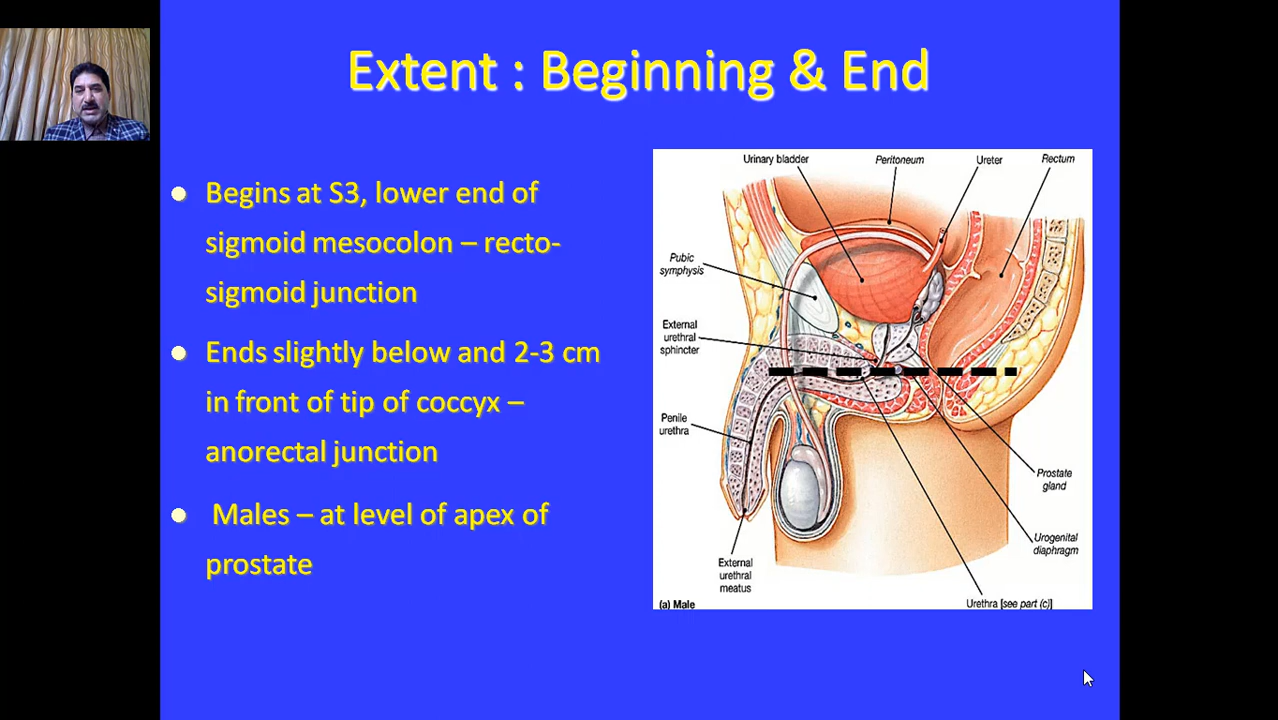 Extent : Beginning & End
● Begins at S3, lower end of
sigmoid mesocolon – recto-
sigmoid junction
● Ends slightly below and 2-3 cm
in front of tip of coccyx –
anorectal junction
● Males – at level of apex of
prostate
Urinary bladder
Peritoneum
Ureter
Rectum
Pubic
symphysis
External
urethral
sphincter
Penile
urethra
Prostate
gland
Urogenital
diaphragm
External
urethral
meatus
Urethra [see part (c)]
(a) Male